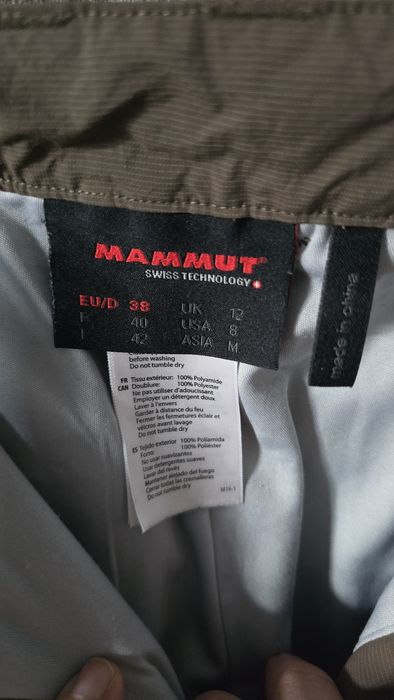 MAMMUT
SWISS TECHNOLOGY
EU/D 38 UK 12
F 40 USA 8
I 42 ASIA M
made in china
before washing
Do not tumble dry
FR Tissu extérieur: 100% Polyamide
CAN Doublure: 100% Polyester
Ne pas utiliser d'adoucissant
Employer un détergent doux
Laver à l'envers
Garder à distance du feu
Fermer les fermetures éclair et
velcros avant lavage
Do not tumble dry
ES Tejido exterior 100% Poliamida
Forro: 100% Poliéster
No usar suavizantes
Usar detergentes suaves
Lavar del revés
Mantener alejado del fuego
Cerrar todas las cremalleras
Do not tumble dry